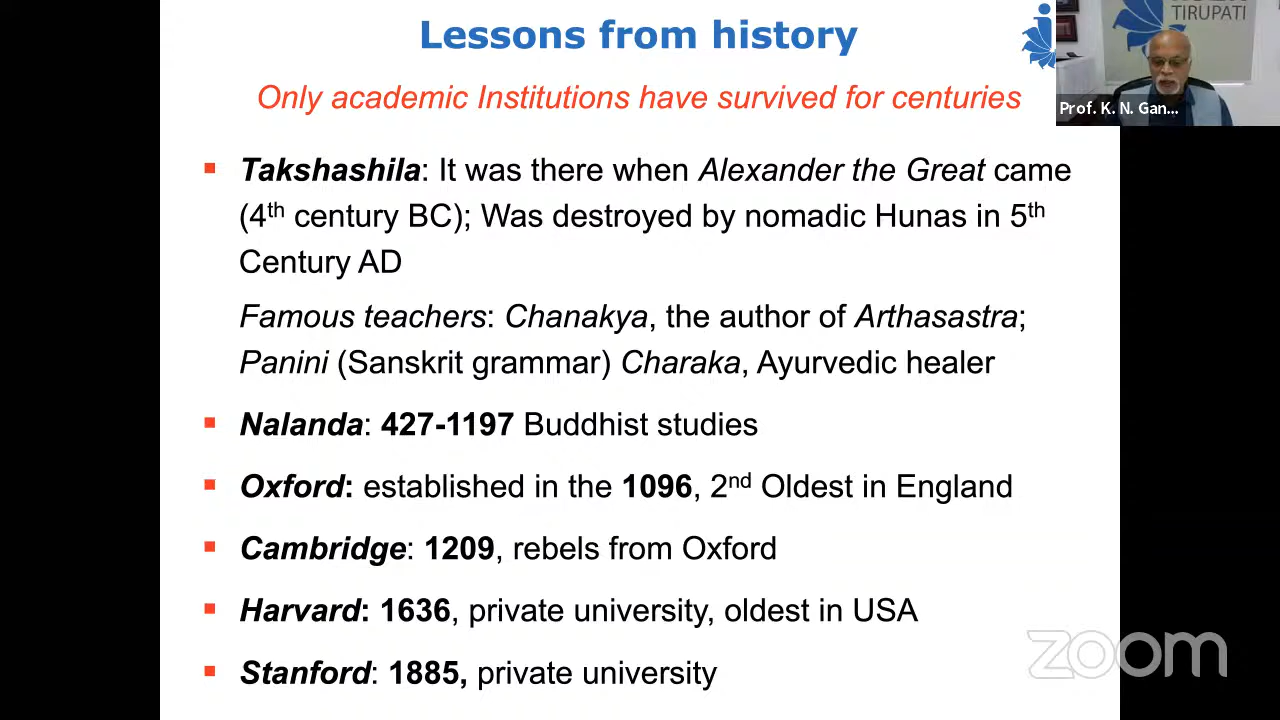 Lessons from history
TIRUPATI
Only academic Institutions have survived for centuries
Prof. K. N. Gan...
Takshashila: It was there when Alexander the Great came
(4th century BC); Was destroyed by nomadic Hunas in 5th
Century AD
Famous teachers: Chanakya, the author of Arthasastra;
Panini (Sanskrit grammar) Charaka, Ayurvedic healer
Nalanda: 427-1197 Buddhist studies
Oxford: established in the 1096, 2nd Oldest in England
Cambridge: 1209, rebels from Oxford
Harvard: 1636, private university, oldest in USA
Stanford: 1885, private university
zoom